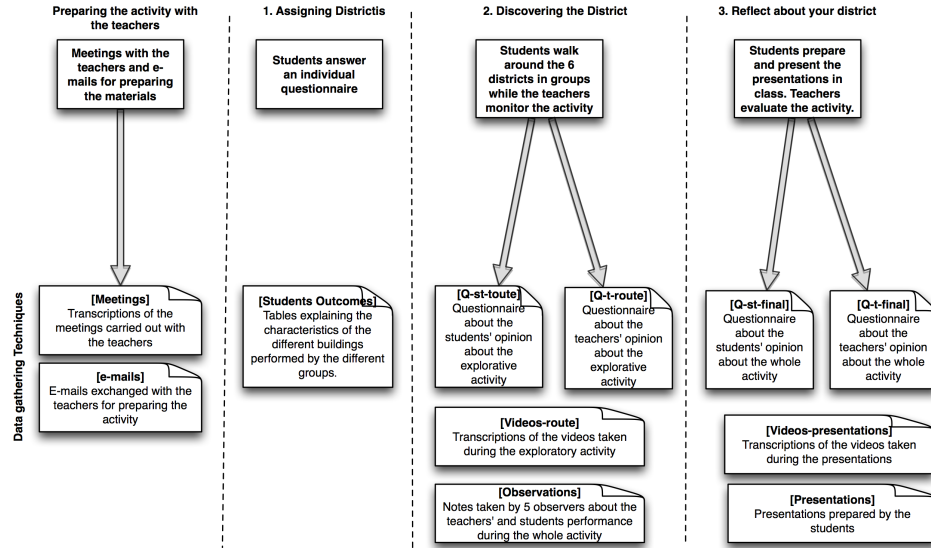 Preparing the activity with
the teachers
1. Assigning Districtis
2. Discovering the District
3. Reflect about your district
Meetings with the
teachers and e-
mails for preparing
the materials
Students answer
an individual
questionnaire
Students walk
around the 6
districts in groups
while the teachers
monitor the activity
Students prepare
and present the
presentations in
class. Teachers
evaluate the activity.
Data gathering Techniques
[Meetings]
Transcriptions of the
meetings carried out with
the teachers
[e-mails]
E-mails exchanged with the
teachers for preparing the
activity
[Students Outcomes]
Tables explaining the
characteristics of the
different buildings
performed by the different
groups.
[Q-st-toute]
Questionnaire
about the
students' opinion
about the
explorative
activity
[Q-t-route]
Questionnaire
about the
teachers' opinion
about the
explorative
activity
[Videos-route]
Transcriptions of the videos taken
during the exploratory activity
[Observations]
Notes taken by 5 observers about the
teachers' and students performance
during the whole activity
[Q-st-final]
Questionnaire
about the
students' opinion
about the whole
activity
[Q-t-final]
Questionnaire
about the
teachers' opinion
about the whole
activity
[Videos-presentations]
Transcriptions of the videos taken
during the presentations
[Presentations]
Presentations prepared by the
students